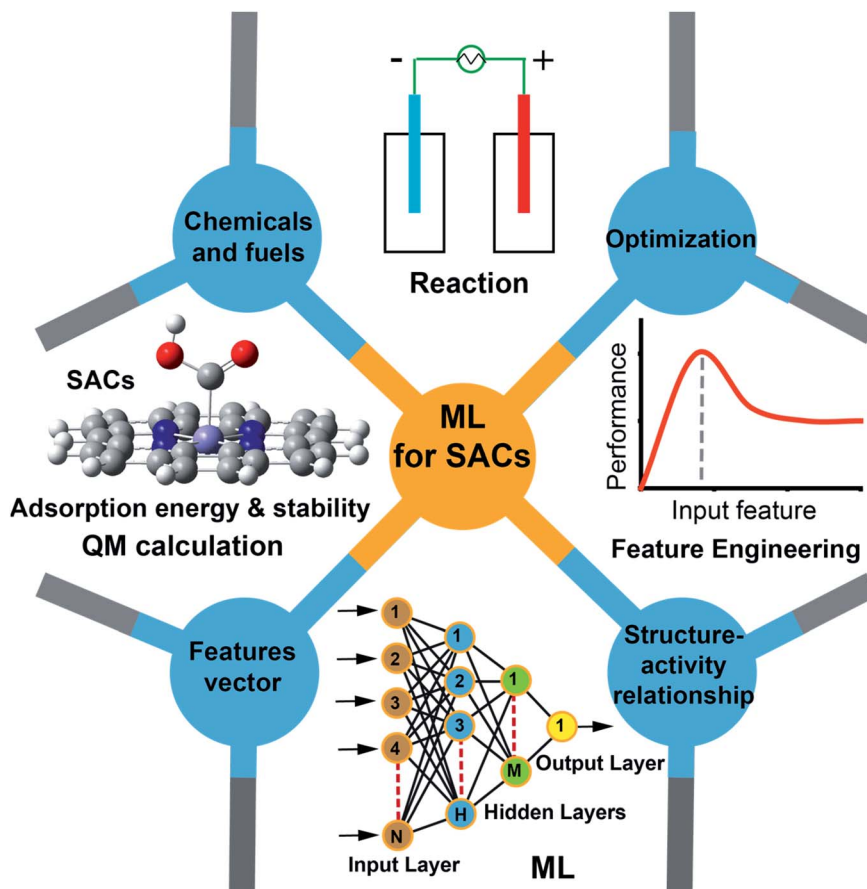 -
+
Reaction
Chemicals
and fuels
Optimization
SACs
Adsorption energy & stability
QM calculation
ML
for SACs
Performance
Input feature
Feature Engineering
Features
vector
1
2
3
4
N
1
2
3
H
1
M
1
Input Layer
Hidden Layers
Output Layer
ML
Structure-
activity
relationship